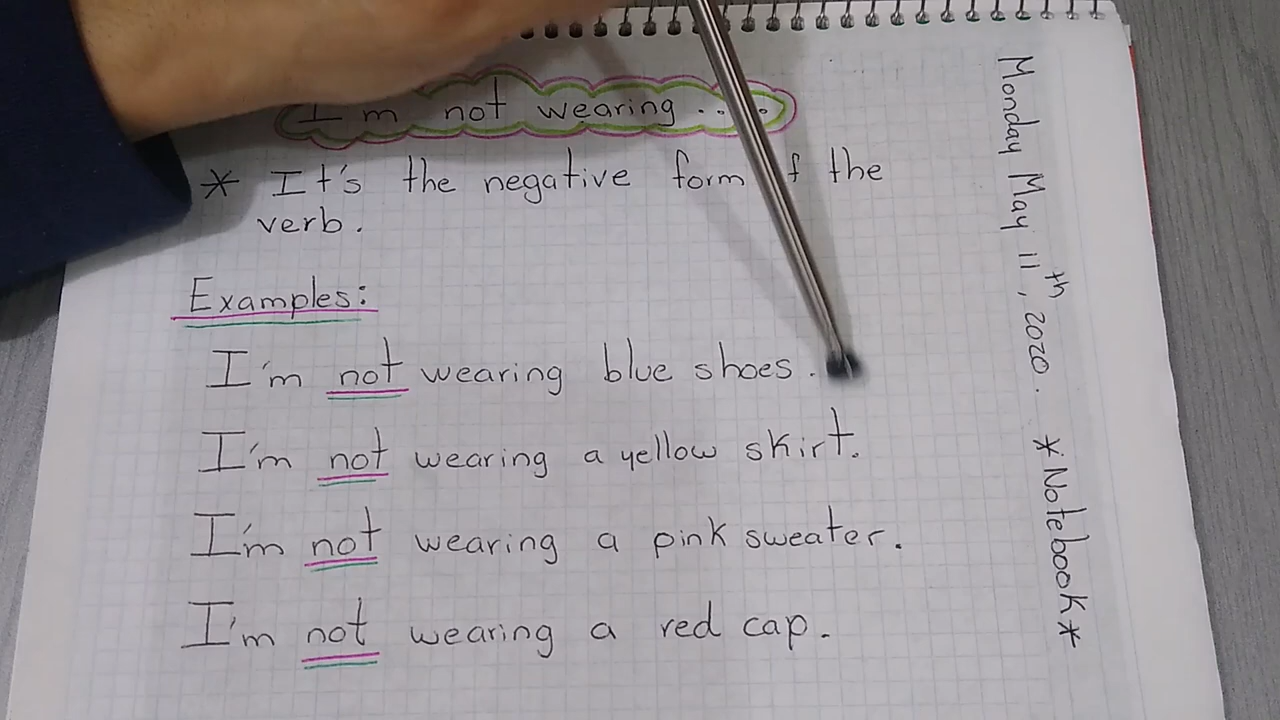 I'm not wearing.....
* It's the negative form of the
verb.
Examples:
I'm not wearing blue shoes.
I'm not wearing a yellow skirt.
I'm not wearing a pink sweater.
I'm not wearing a red cap.
Monday May 11th, 2020. *Notebook*